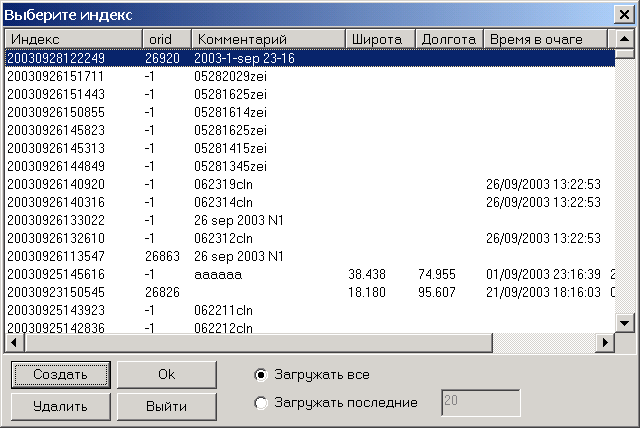 Выберите индекс
Индекс orid Комментарий Широта Долгота Время в очаге
20030928122249 26920 2003-1-sep 23-16
20030926151711 -1 05282029zei
20030926151443 -1 05281625zei
20030926150855 -1 05281614zei
20030926145823 -1 05281625zei
20030926145313 -1 05281415zei
20030926144849 -1 05281345zei
20030926140920 -1 062319cln 26/09/2003 13:22:53
20030926140316 -1 062314cln 26/09/2003 13:22:53
20030926133022 -1 26 sep 2003 N1
20030926132610 -1 062312cln 26/09/2003 13:22:53
20030926113547 26863 26 sep 2003 N1
20030925145616 -1 aaaaaa 38.438 74.955 01/09/2003 23:16:39 2
20030923150545 26826 18.180 95.607 21/09/2003 18:16:03 0
20030925143923 -1 062211cln
20030925142836 -1 062212cln
Создать Ok Загружать все
Удалить Выйти Загружать последние 20